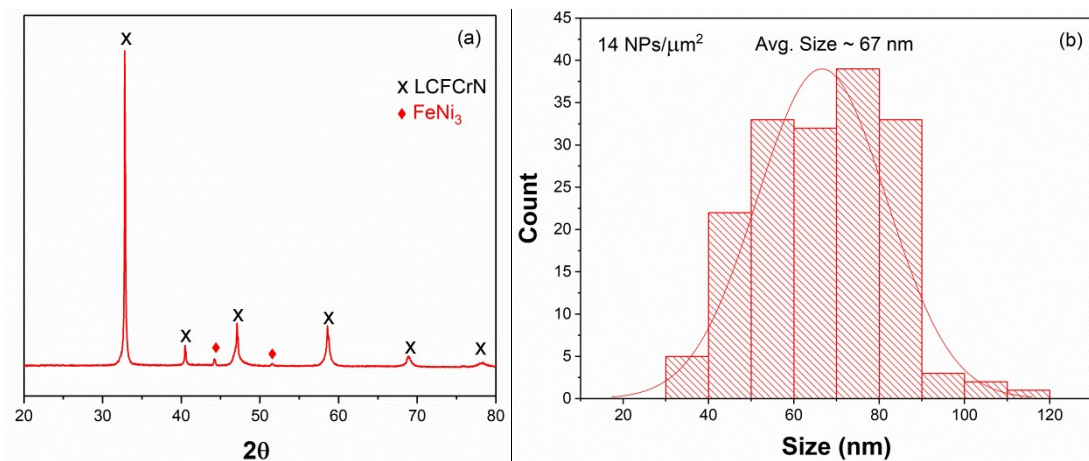 (a)
x
x LCFCrN
♦ FeNi₃
x
♦
x
♦
x
x
x
20 30 40 50 60 70 80
2θ
14 NPs/μm² Avg. Size ~ 67 nm (b)
45
40
35
30
25
20
15
10
5
0
Count
20 40 60 80 100 120
Size (nm)